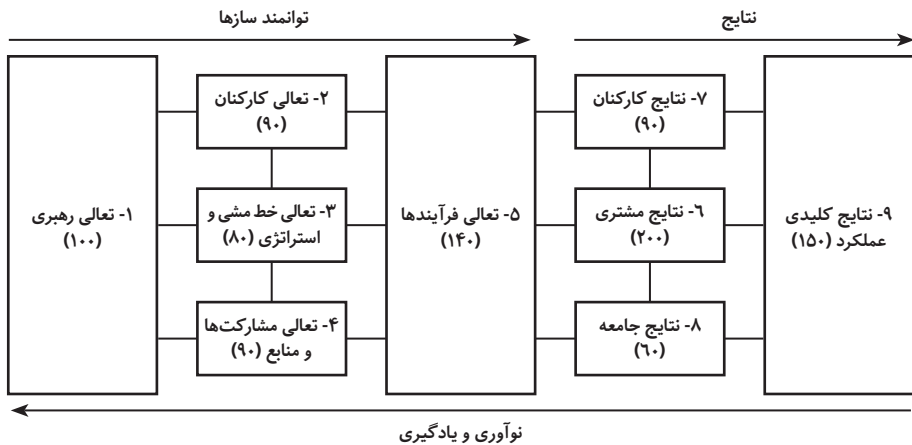 توانمند سازها
نتایج
۱- تعالی رهبری
(۱۰۰)
۲- تعالی کارکنان
(۹۰)
۳- تعالی خط مشی و
استراتژی (۸۰)
۴- تعالی مشارکت‌ها
و منابع (۹۰)
۵- تعالی فرآیندها
(۱۴۰)
۷- نتایج کارکنان
(۹۰)
۶- نتایج مشتری
(۲۰۰)
۸- نتایج جامعه
(۶۰)
۹- نتایج کلیدی
عملکرد (۱۵۰)
نوآوری و یادگیری